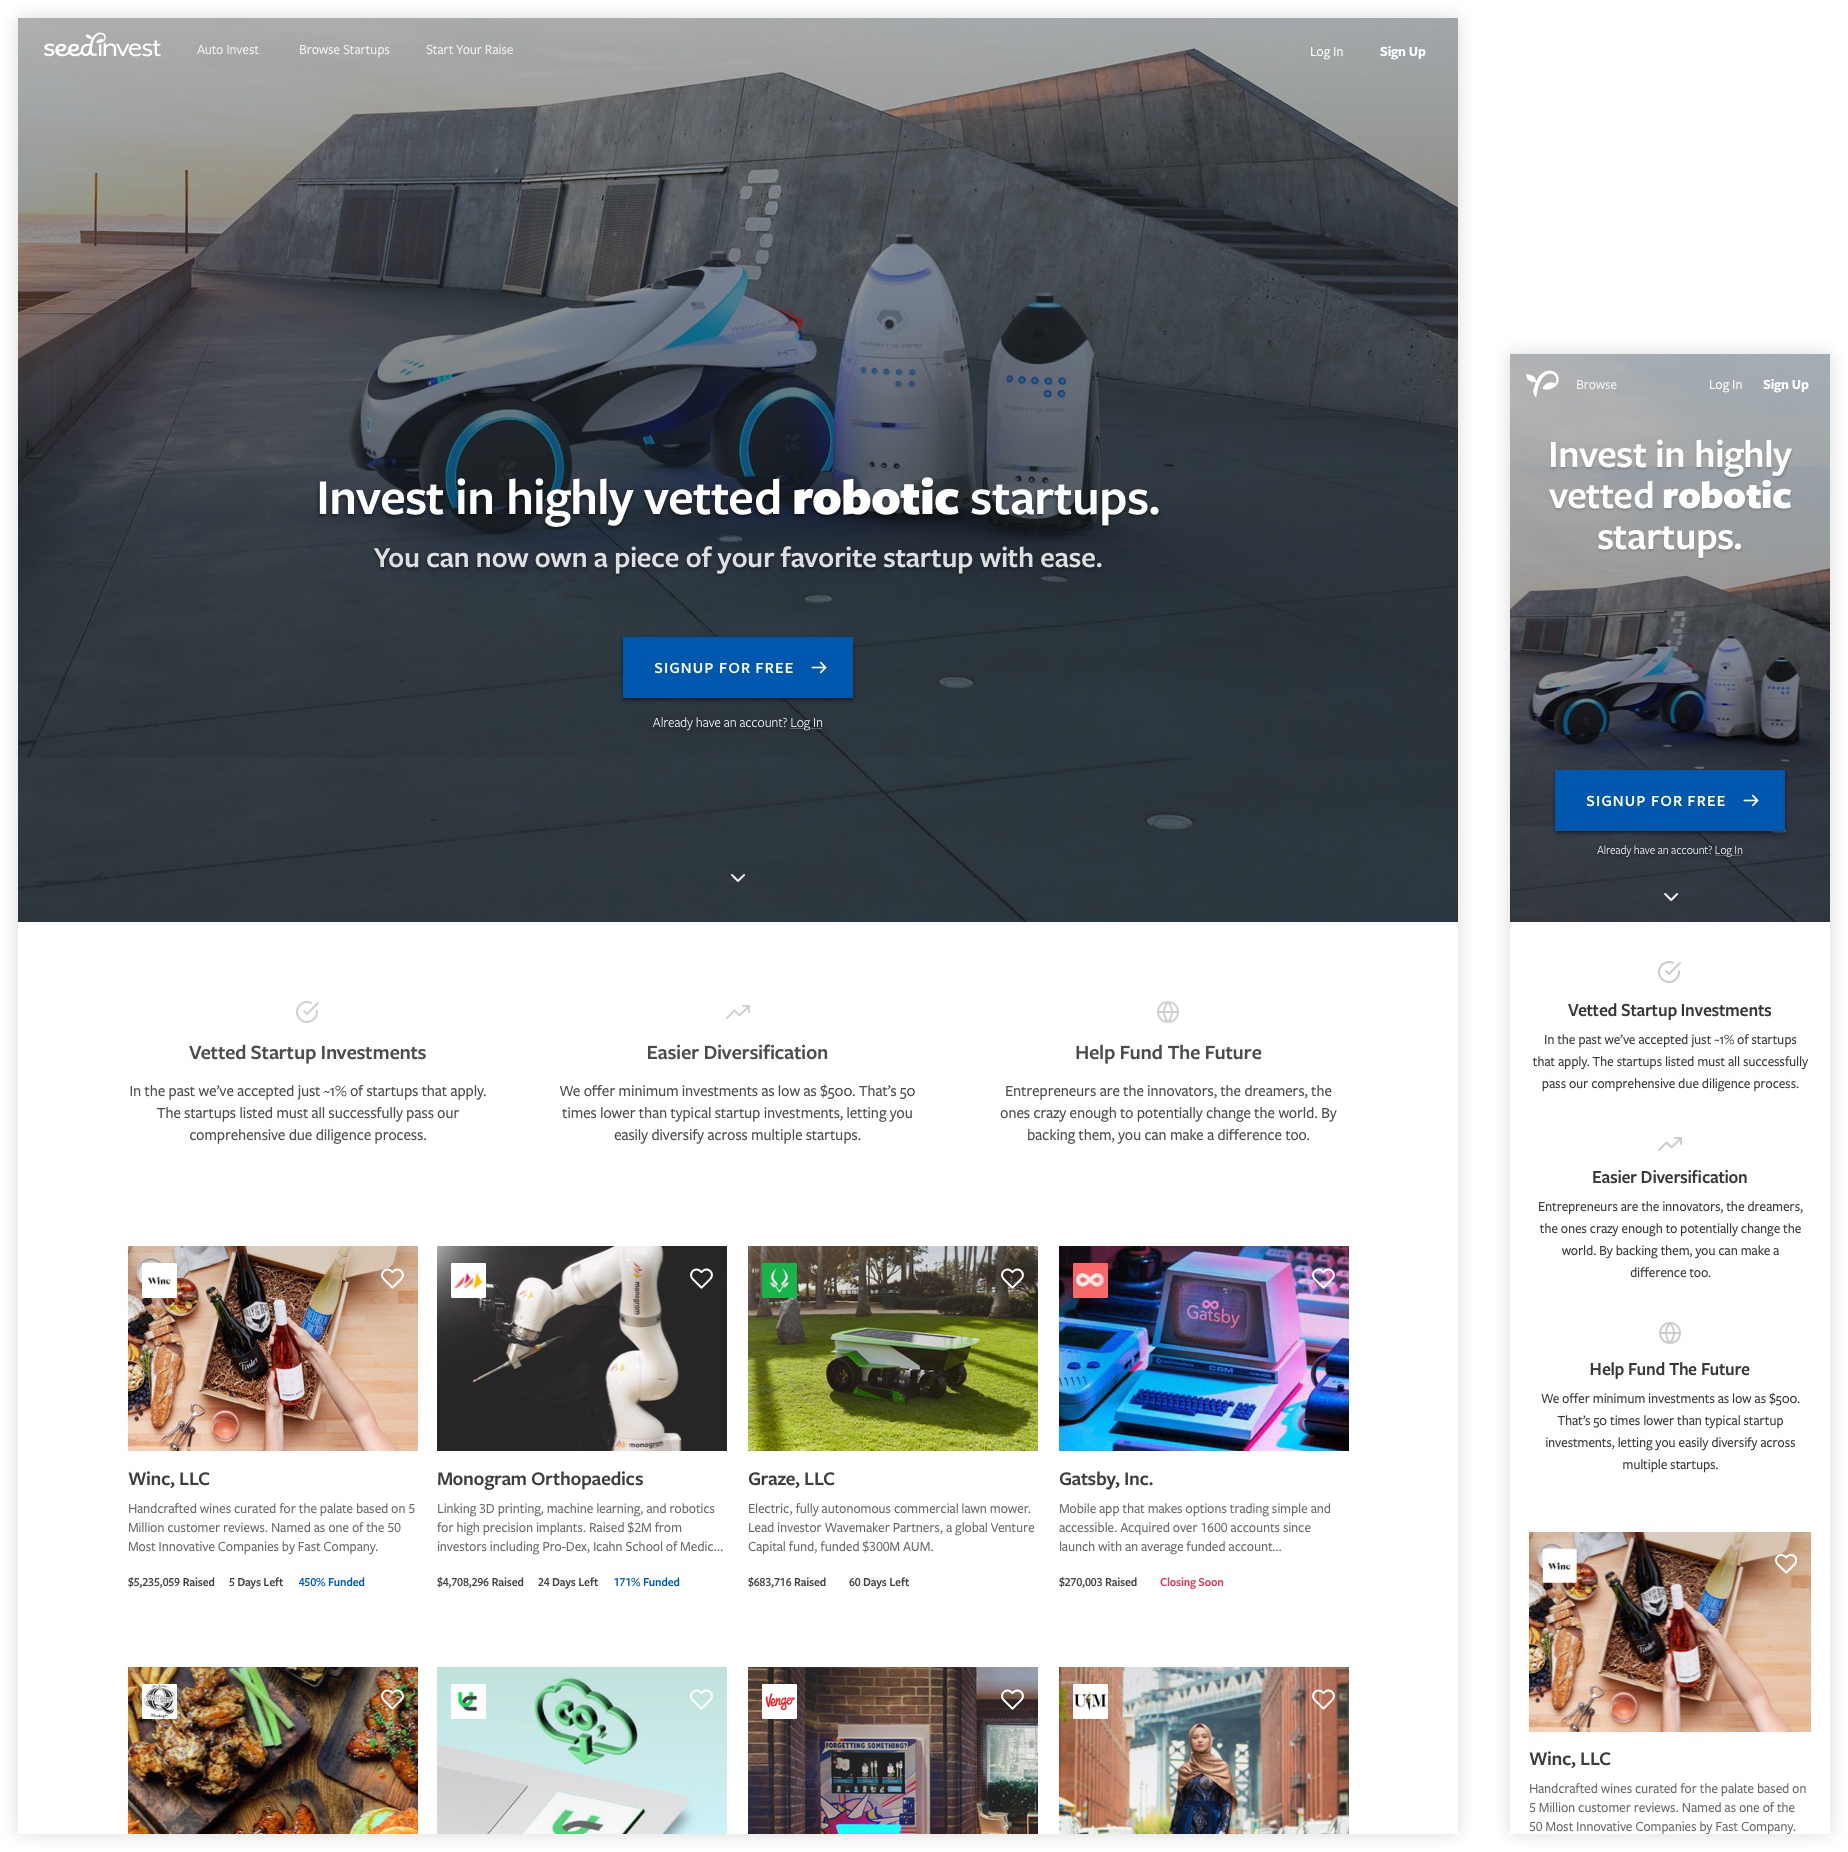 seedinvest Auto Invest Browse Startups Start Your Raise Log In Sign Up
Invest in highly vetted robotic startups.
You can now own a piece of your favorite startup with ease.
SIGNUP FOR FREE
Already have an account? Log In
Vetted Startup Investments
In the past we've accepted just ~1% of startups that apply.
The startups listed must all successfully pass our
comprehensive due diligence process.
Easier Diversification
We offer minimum investments as low as $500. That's 50
times lower than typical startup investments, letting you
easily diversify across multiple startups.
Help Fund The Future
Entrepreneurs are the innovators, the dreamers, the
ones crazy enough to potentially change the world. By
backing them, you can make a difference too.
Winc
Winc, LLC
Handcrafted wines curated for the palate based on 5
Million customer reviews. Named as one of the 50
Most Innovative Companies by Fast Company.
$5,235,059 Raised 5 Days Left 450% Funded
monogram
monogram
Monogram Orthopaedics
Linking 3D printing, machine learning, and robotics
for high precision implants. Raised $2M from
investors including Pro-Dex, Icahn School of Medic...
$4,708,296 Raised 24 Days Left 171% Funded
Graze, LLC
Electric, fully autonomous commercial lawn mower.
Lead investor Wavemaker Partners, a global Venture
Capital fund, funded $300M AUM.
$683,716 Raised 60 Days Left
Gatsby
CBM
Gatsby, Inc.
Mobile app that makes options trading simple and
accessible. Acquired over 1600 accounts since
launch with an average funded account...
$270,003 Raised Closing Soon
CO₂
Vengo
FORGETTING SOMETHING?
Browse Log In Sign Up
Invest in highly
vetted robotic
startups.
SIGNUP FOR FREE
Already have an account? Log In
Vetted Startup Investments
In the past we've accepted just ~1% of startups
that apply. The startups listed must all successfully
pass our comprehensive due diligence process.
Easier Diversification
Entrepreneurs are the innovators, the dreamers,
the ones crazy enough to potentially change the
world. By backing them, you can make a
difference too.
Help Fund The Future
We offer minimum investments as low as $500.
That's 50 times lower than typical startup
investments, letting you easily diversify across
multiple startups.
Winc
Winc, LLC
Handcrafted wines curated for the palate based on
5 Million customer reviews. Named as one of the
50 Most Innovative Companies by Fast Company.